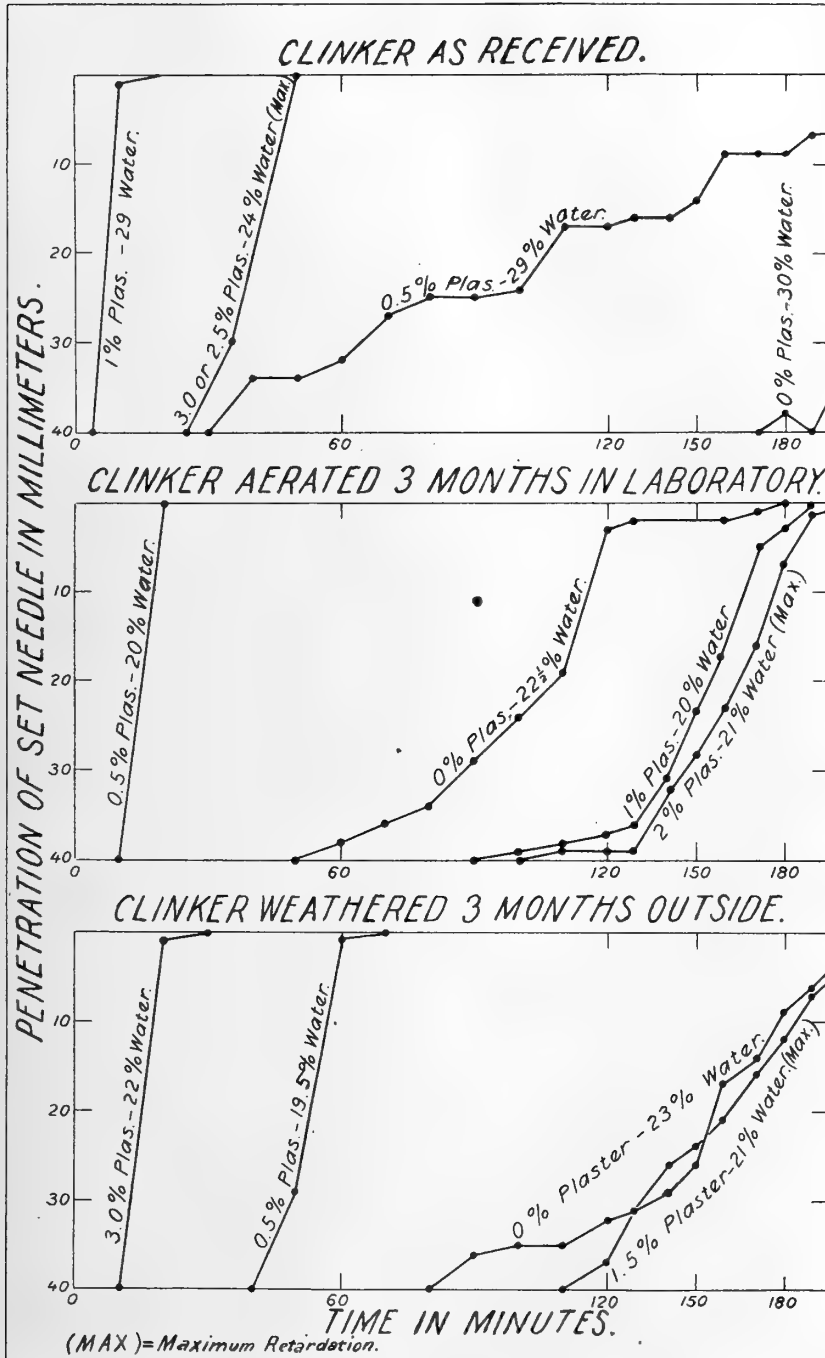 CLINKER AS RECEIVED.
10
20
30
40
0
60
120
150
180
1% Plas. - 29 Water.
3.0 or 2.5% Plas.-24% Water (Max.)
0.5% Plas.-29% Water.
0% Plas-30% Water.
CLINKER AERATED 3 MONTHS IN LABORATORY.
10
20
30
40
0
60
120
150
180
0.5% Plas.-20% Water.
0% Plas,-22½% Water.
1% Plas.-20% Water
2% Plas-21% Water (Max.)
CLINKER WEATHERED 3 MONTHS OUTSIDE.
10
20
30
40
0
60
120
150
180
3.0% Plas.-22% Water.
0.5% Plas-19.5% Water.
0% Plaster-23% Water.
1.5% Plaster-21% Water.(Max.)
PENETRATION OF SET NEEDLE IN MILLIMETERS.
TIME IN MINUTES.
(MAX)=Maximum Retardation.